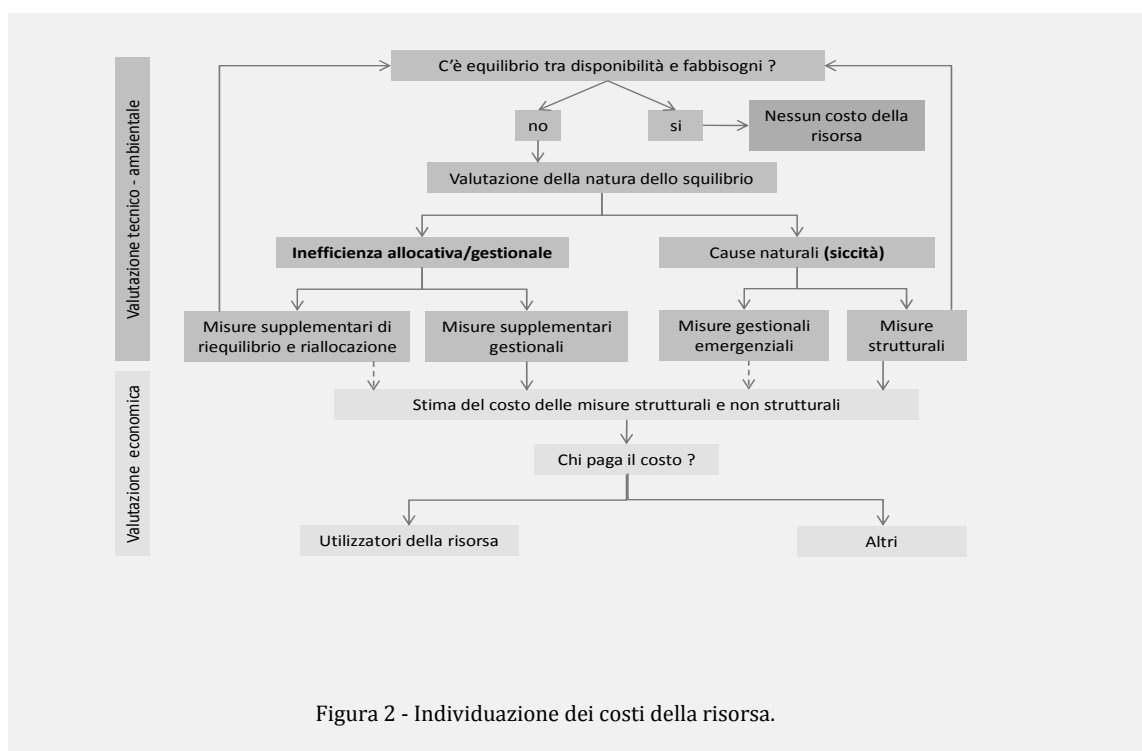 Valutazione tecnico - ambientale
C'è equilibrio tra disponibilità e fabbisogni ?
no
si
Nessun costo della
risorsa
Valutazione della natura dello squilibrio
Inefficienza allocativa/gestionale
Cause naturali (siccità)
Misure supplementari di
riequilibrio e riallocazione
Misure supplementari
gestionali
Misure gestionali
emergenziali
Misure
strutturali
Valutazione economica
Stima del costo delle misure strutturali e non strutturali
Chi paga il costo ?
Utilizzatori della risorsa
Altri
Figura 2 - Individuazione dei costi della risorsa.